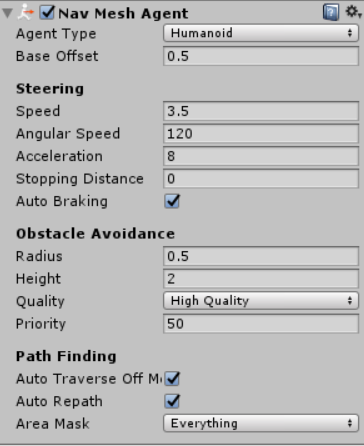 Nav Mesh Agent
Agent Type Humanoid
Base Offset 0.5
Steering
Speed 3.5
Angular Speed 120
Acceleration 8
Stopping Distance 0
Auto Braking
Obstacle Avoidance
Radius 0.5
Height 2
Quality High Quality
Priority 50
Path Finding
Auto Traverse Off M
Auto Repath
Area Mask Everything